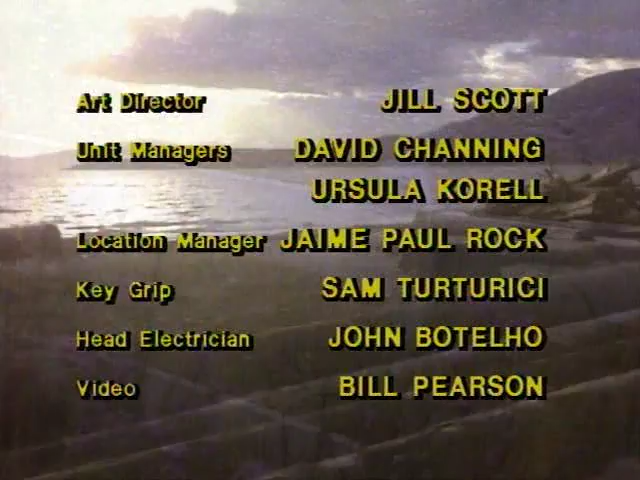 Art Director JILL SCOTT
Unit Managers DAVID CHANNING
URSULA KORELL
Location Manager JAIME PAUL ROCK
Key Grip SAM TURTURICI
Head Electrician JOHN BOTELHO
Video BILL PEARSON